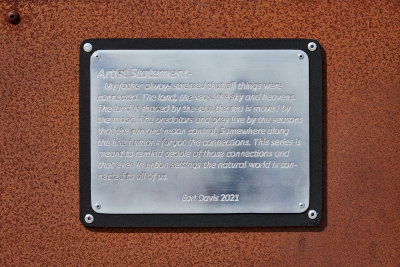 Artist Statement
My father always stressed that all things were
connected. The land, the sea, the sky and heavens.
The land is shaped by the sea, the sea is moved by
the moon. The predators and prey live by the seasons
that the sun and moon control. Somewhere along
the line humans forgot the connections. This series is
meant to remind people of those connections and
that even in urban settings the natural world is con-
nected to all of us.
Bart Davis 2021